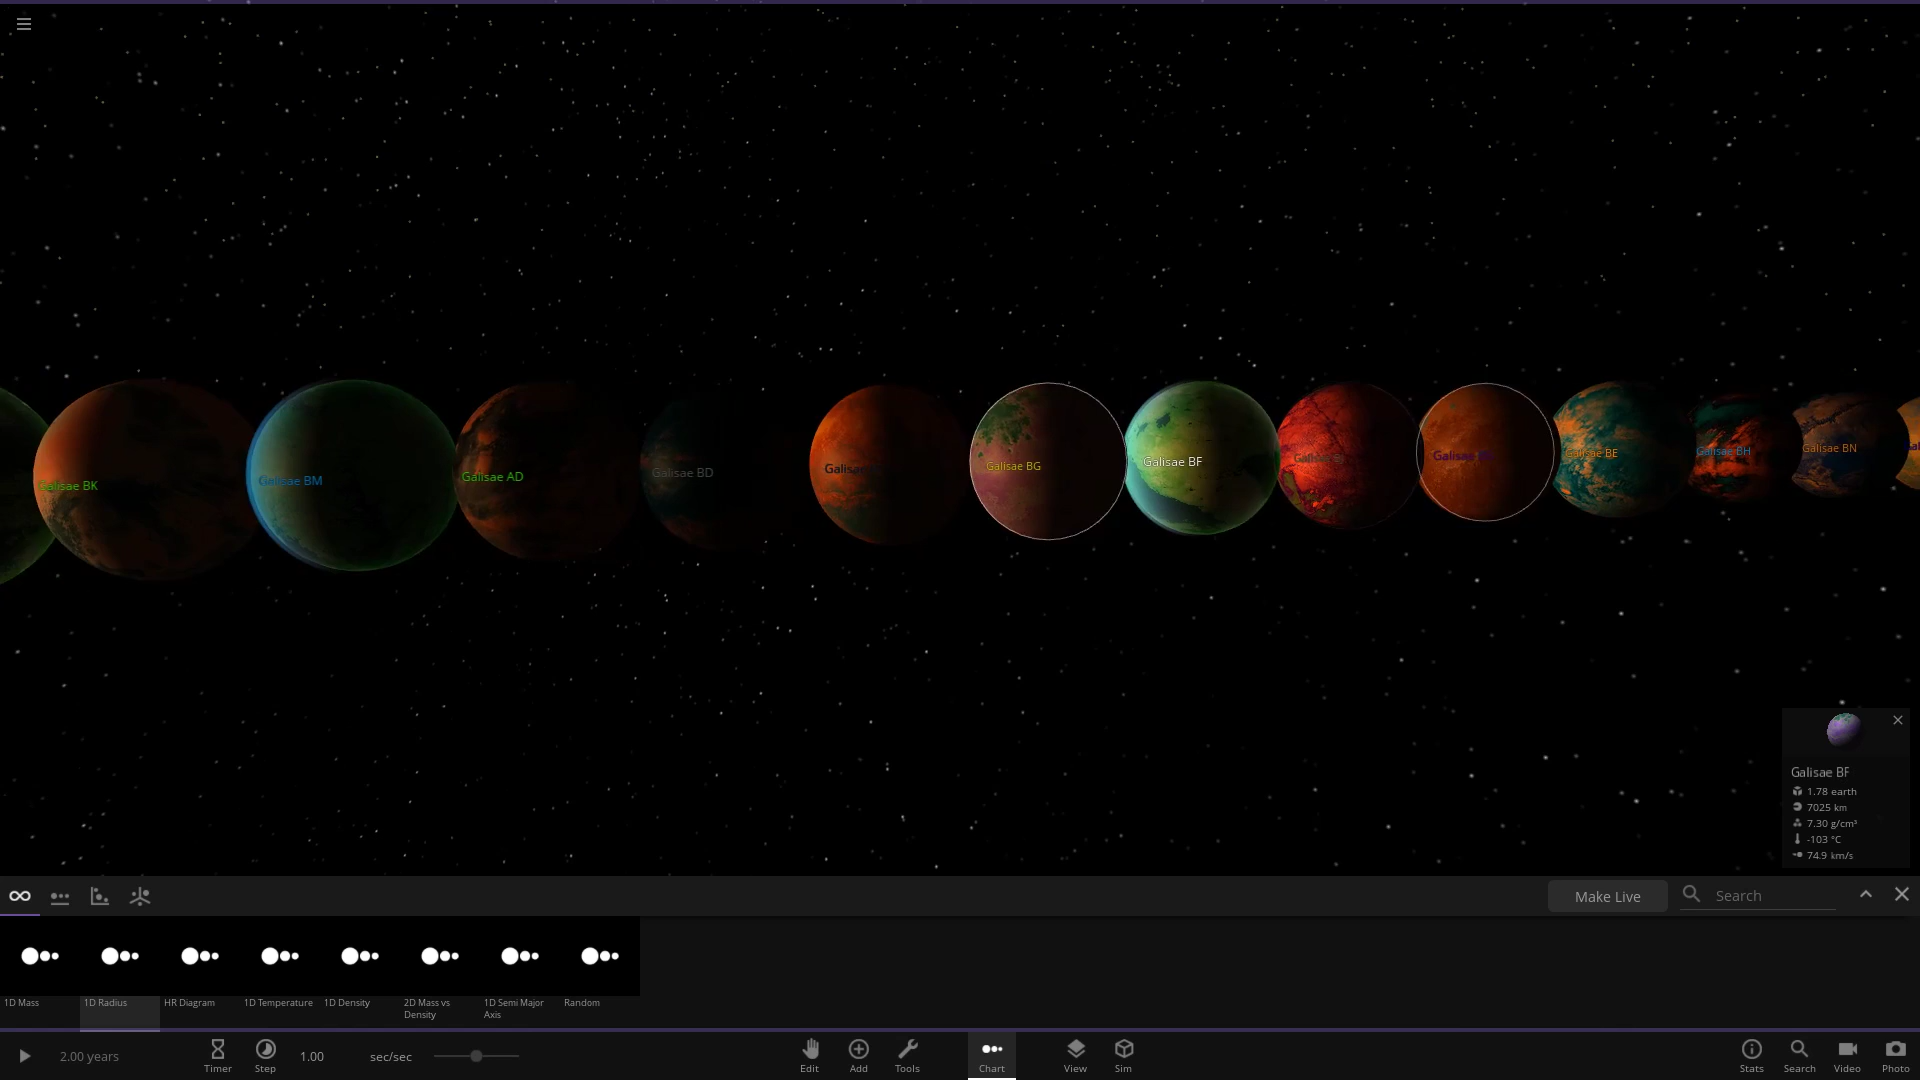 Galisae BK
Galisae BM
Galisae AD
Galisae BD
Galisae BG
Galisae BF
Galisae
Galisae BE
Galisae BH
Galisae BN
Galisae BF
1.78 earth
7025 km
7.30 g/cm³
-103 °C
74.9 km/s
Make Live
Search
1D Mass
1D Radius
HR Diagram
1D Temperature
1D Density
2D Mass vs
Density
1D Semi Major
Axis
Random
2.00 years
Timer
Step
1.00
sec/sec
Edit
Add
Tools
Chart
View
Sim
Stats
Search
Video
Photo